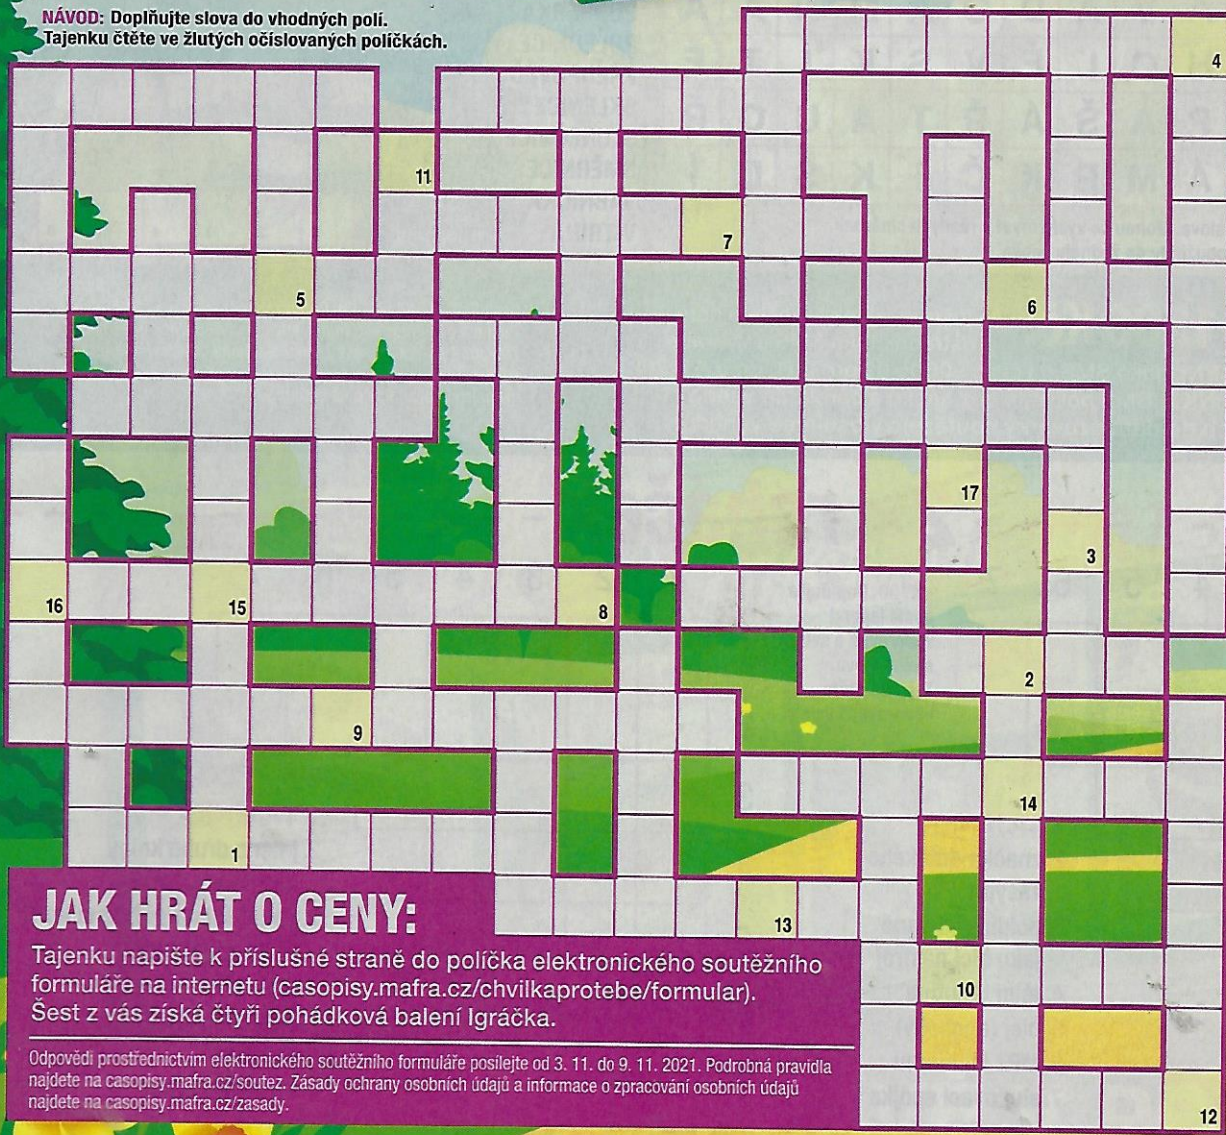 NÁVOD: Doplňujte slova do vhodných polí.
Tajenku čtěte ve žlutých očíslovaných políčkách.
4
11
7
5
6
17
3
16
15
8
2
9
14
1
13
10
12
JAK HRÁT O CENY:
Tajenku napište k příslušné straně do políčka elektronického soutěžního
formuláře na internetu (casopisy.mafra.cz/chvilkaprotebe/formular).
Šest z vás získá čtyři pohádková balení Igráčka.
Odpovědi prostřednictvím elektronického soutěžního formuláře posílejte od 3. 11. do 9. 11. 2021. Podrobná pravidla
najdete na casopisy.mafra.cz/soutez. Zásady ochrany osobních údajů a informace o zpracování osobních údajů
najdete na casopisy.mafra.cz/zasady.